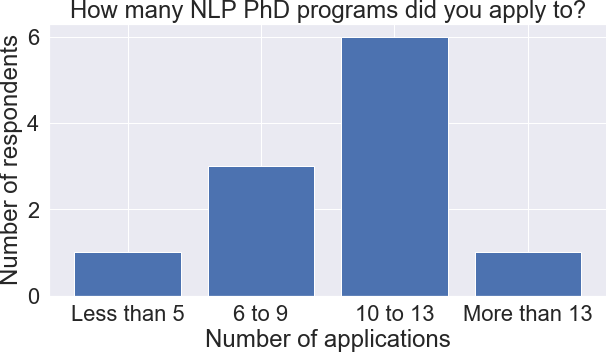 How many NLP PhD programs did you apply to?
Number of respondents
6
4
2
0
Less than 5
6 to 9
10 to 13
More than 13
Number of applications